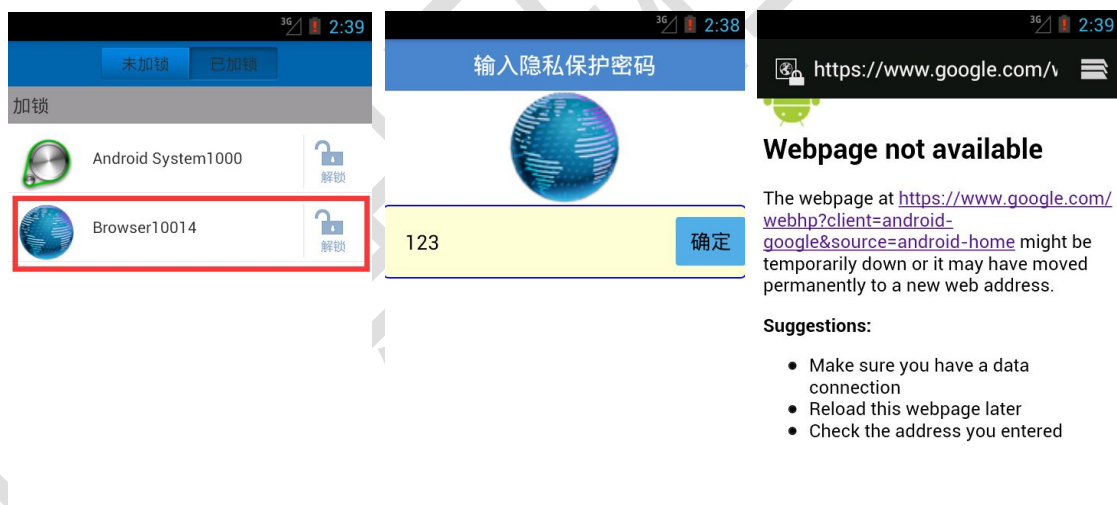 3G 2:39
未加锁 已加锁
加锁
Android System1000
解锁
Browser10014
解锁
3G 2:38
输入隐私保护密码
123 确定
3G 2:39
https://www.google.com/v
Webpage not available
The webpage at https://www.google.com/
webhp?client=android-
google&source=android-home might be
temporarily down or it may have moved
permanently to a new web address.
Suggestions:
Make sure you have a data
connection
Reload this webpage later
Check the address you entered